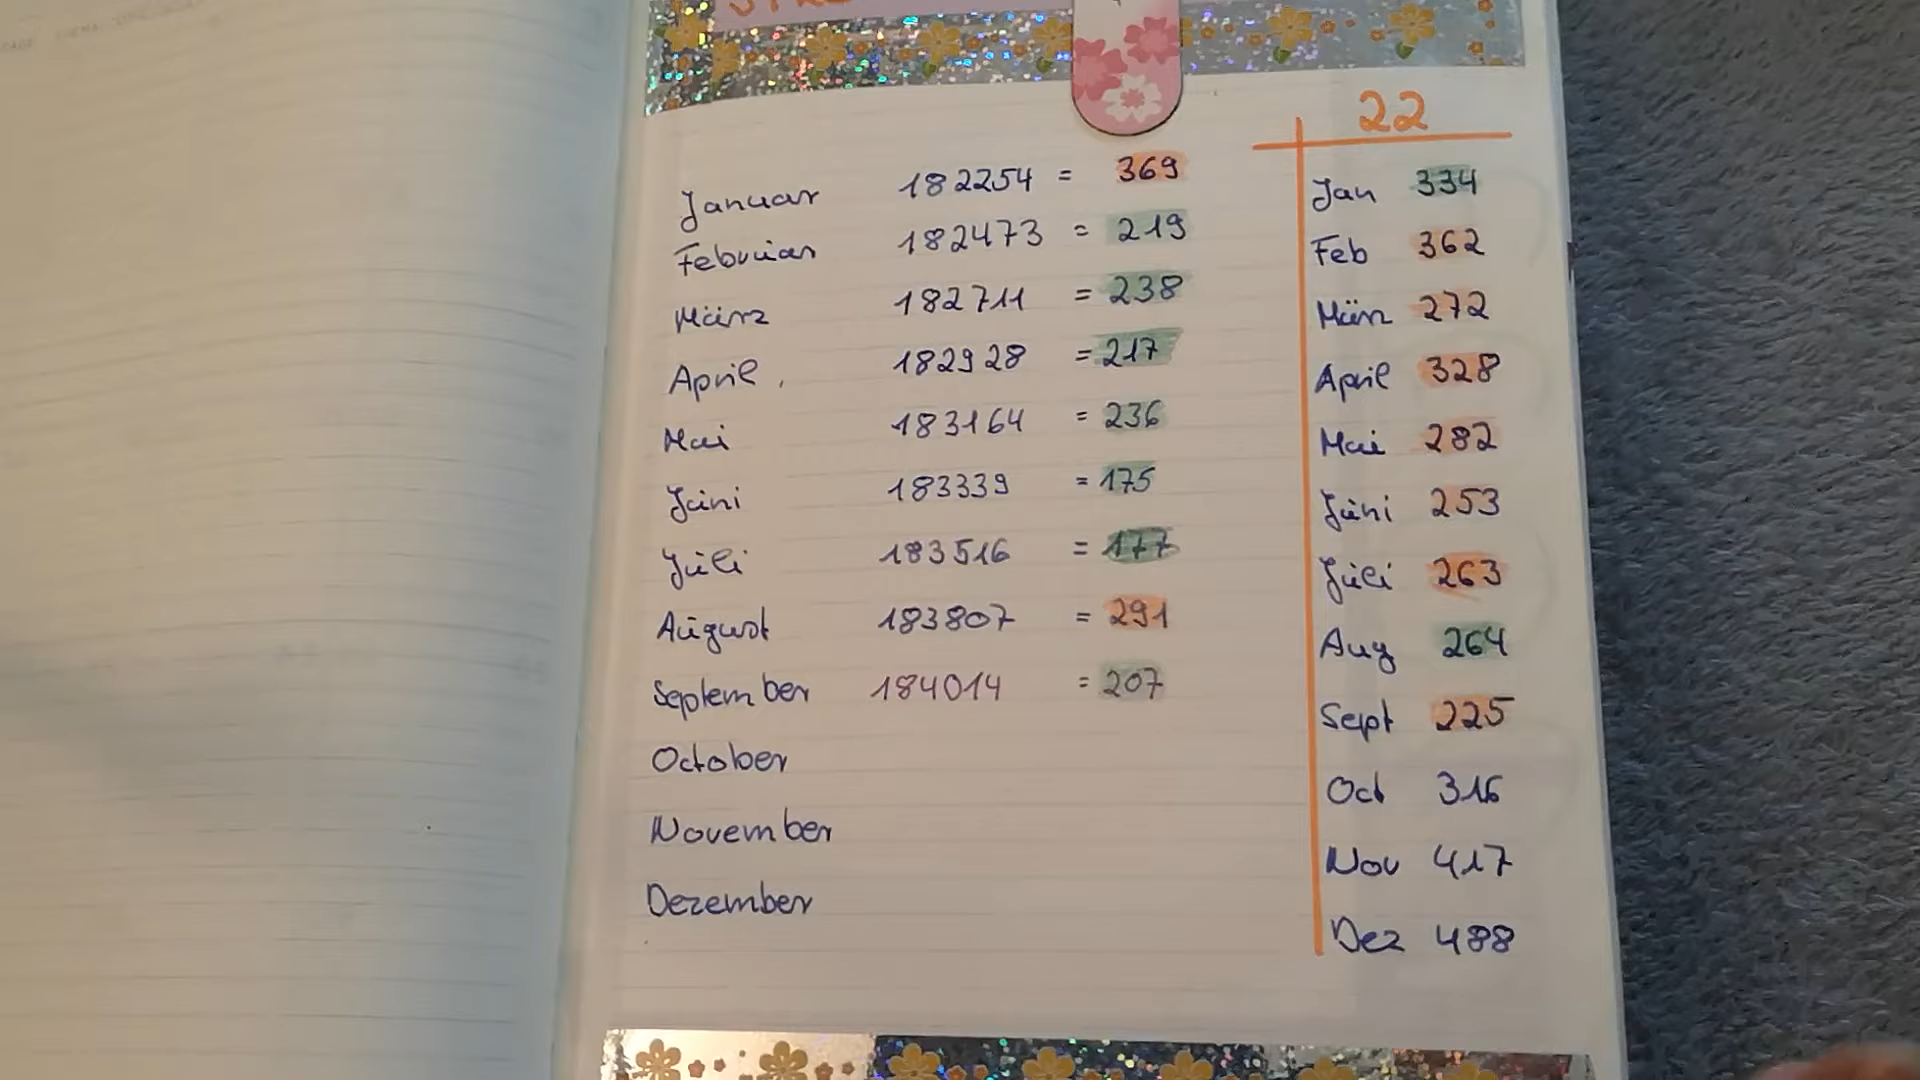 22
Januar 182254 = 369
Februar 182473 = 219
März 182711 = 238
April 182928 = 217
Mai 183164 = 236
Juni 183339 = 175
Juli 183516 = 177
August 183807 = 291
September 184014 = 207
October
November
Dezember
Jan 334
Feb 362
März 272
April 328
Mai 282
Juni 253
Juli 263
Aug 264
Sept 225
Oct 316
Nov 417
Dez 488